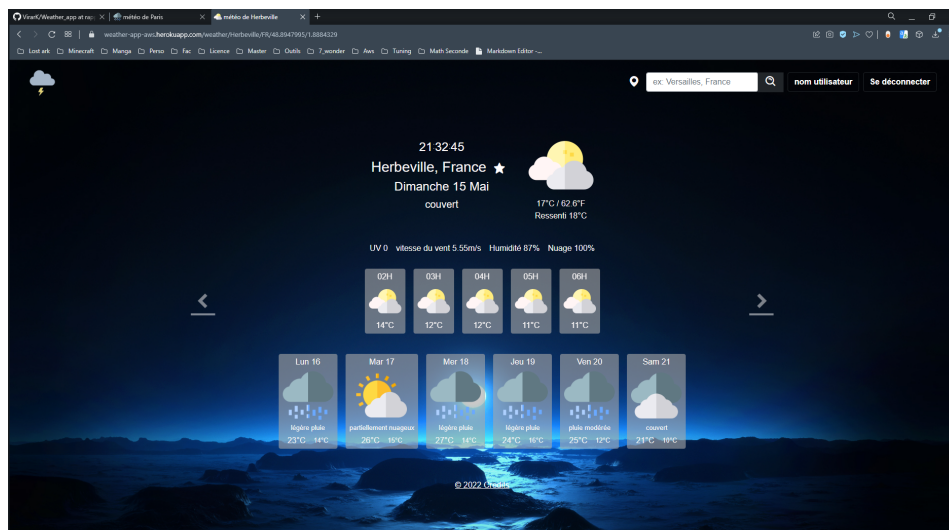 VirarK/Weather_app at rap
météo de Paris
météo de Herbeville
weather-app-aws.herokuapp.com/weather/Herbeville/FR/48.8947995/1.8884329
Lost ark Minecraft Manga Perso Fac Licence Master Outils 7_wonder Aws Tuning Math Seconde Markdown Editor -...
ex: Versailles, France
nom utilisateur
Se déconnecter
21:32:45
Herbeville, France
Dimanche 15 Mai
couvert
17°C / 62.6°F
Ressenti 18°C
UV 0 vitesse du vent 5.55m/s Humidité 87% Nuage 100%
02H 03H 04H 05H 06H
14°C 12°C 12°C 11°C 11°C
Lun 16 Mar 17 Mer 18 Jeu 19 Ven 20 Sam 21
légère pluie partiellement nuageux légère pluie légère pluie pluie modérée couvert
23°C 14°C 26°C 15°C 27°C 14°C 24°C 15°C 25°C 12°C 21°C 10°C
© 2022 Crédits